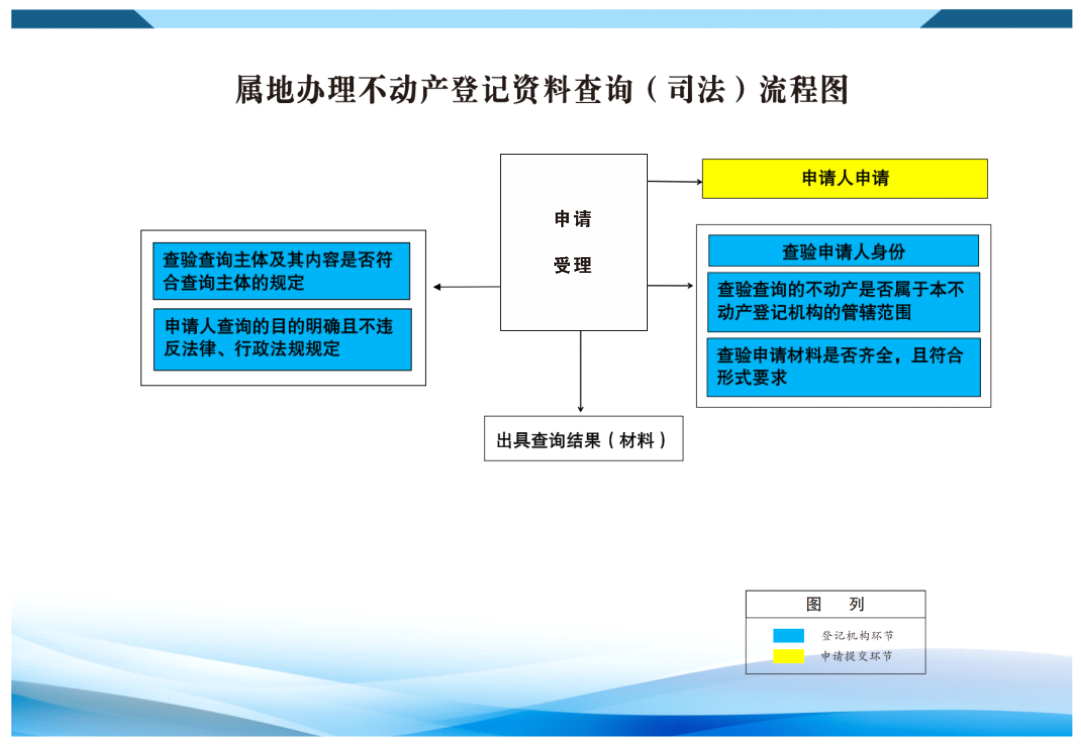 属地办理不动产登记资料查询（司法）流程图
申请
受理
申请人申请
查验查询主体及其内容是否符
合查询主体的规定
申请人查询的目的明确且不违
反法律、行政法规规定
查验申请人身份
查验查询的不动产是否属于本不
动产登记机构的管辖范围
查验申请材料是否齐全，且符合
形式要求
出具查询结果（材料）
图 列
登记机构环节
申请提交环节